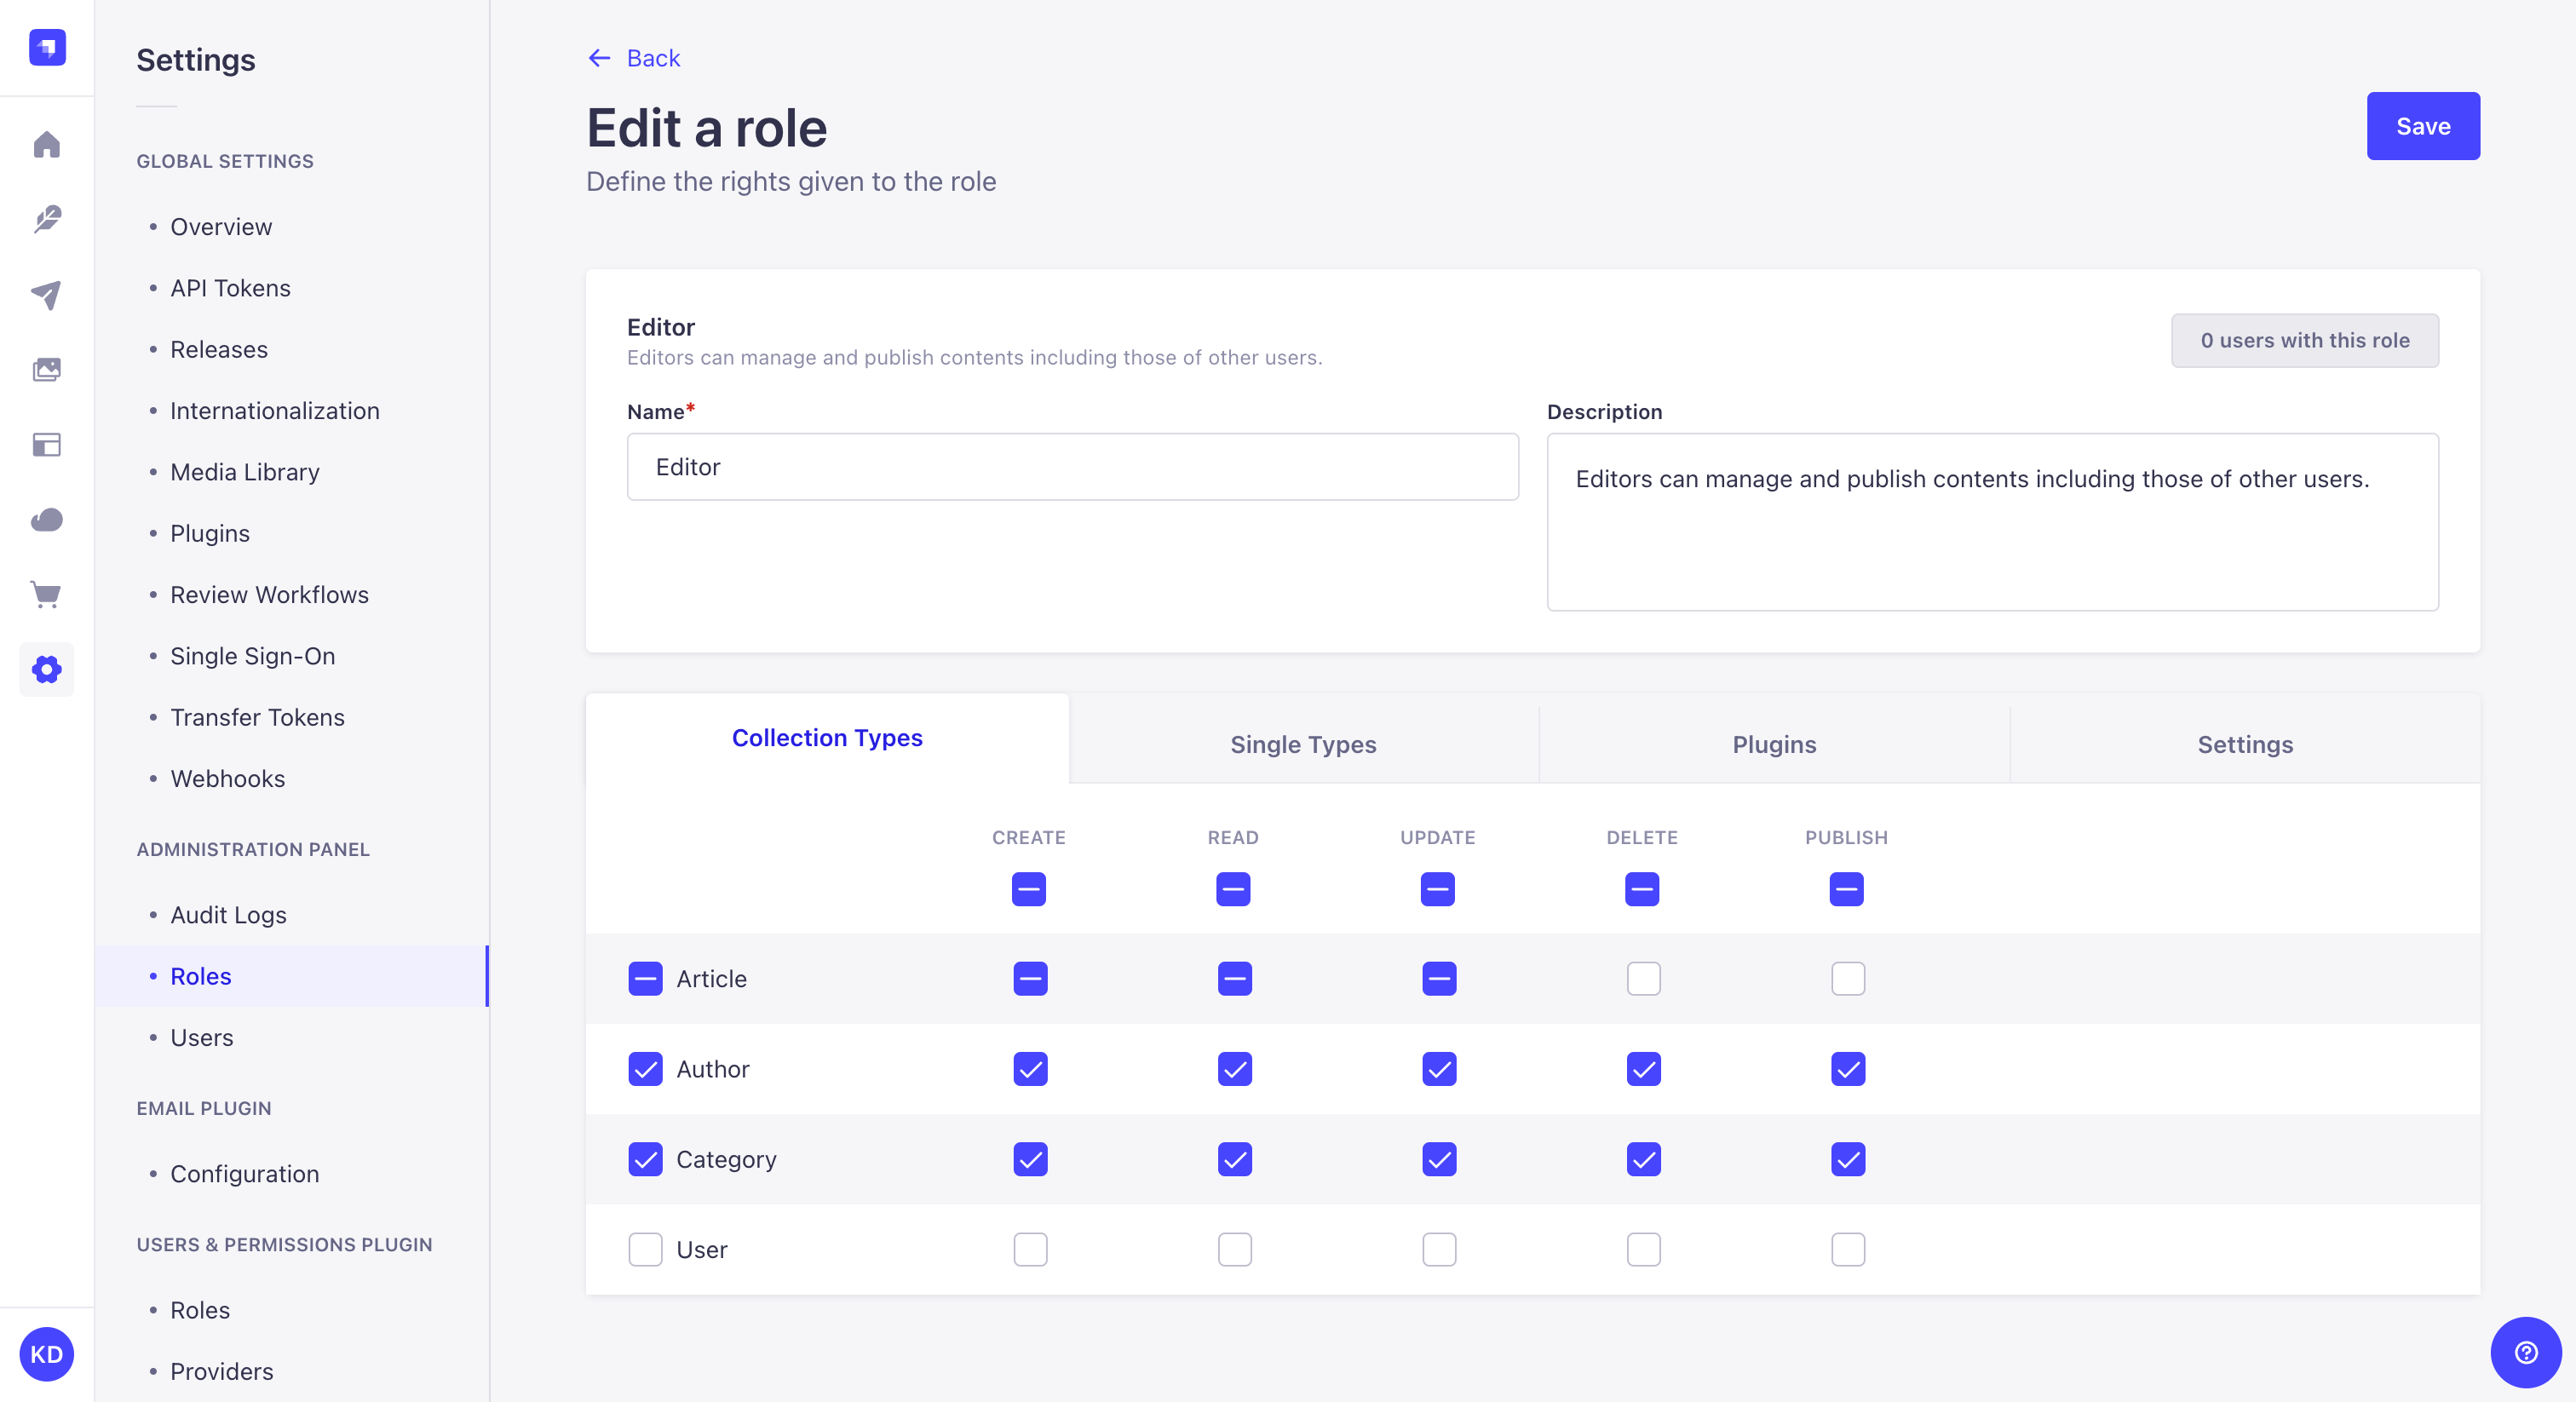 Settings
GLOBAL SETTINGS
Overview
API Tokens
Releases
Internationalization
Media Library
Plugins
Review Workflows
Single Sign-On
Transfer Tokens
Webhooks
ADMINISTRATION PANEL
Audit Logs
Roles
Users
EMAIL PLUGIN
Configuration
USERS & PERMISSIONS PLUGIN
Roles
Providers
KD
Back
Edit a role
Define the rights given to the role
Save
Editor
Editors can manage and publish contents including those of other users.
0 users with this role
Name*
Editor
Description
Editors can manage and publish contents including those of other users.
Collection Types
Single Types
Plugins
Settings
CREATE READ UPDATE DELETE PUBLISH
Article
Author
Category
User